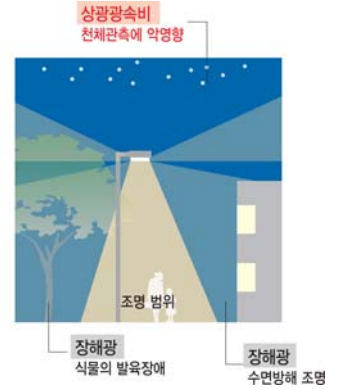 상광광속비
천체관측에 악영향
조명 범위
장해광
식물의 발육장애
장해광
수면방해 조명